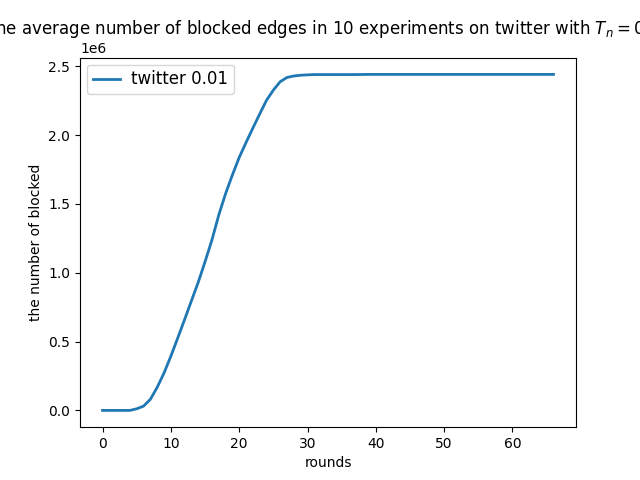 he average number of blocked edges in 10 experiments on twitter with Tₙ = 0
1e6
twitter 0.01
2.5
2.0
1.5
1.0
0.5
0.0
the number of blocked
0 10 20 30 40 50 60
rounds